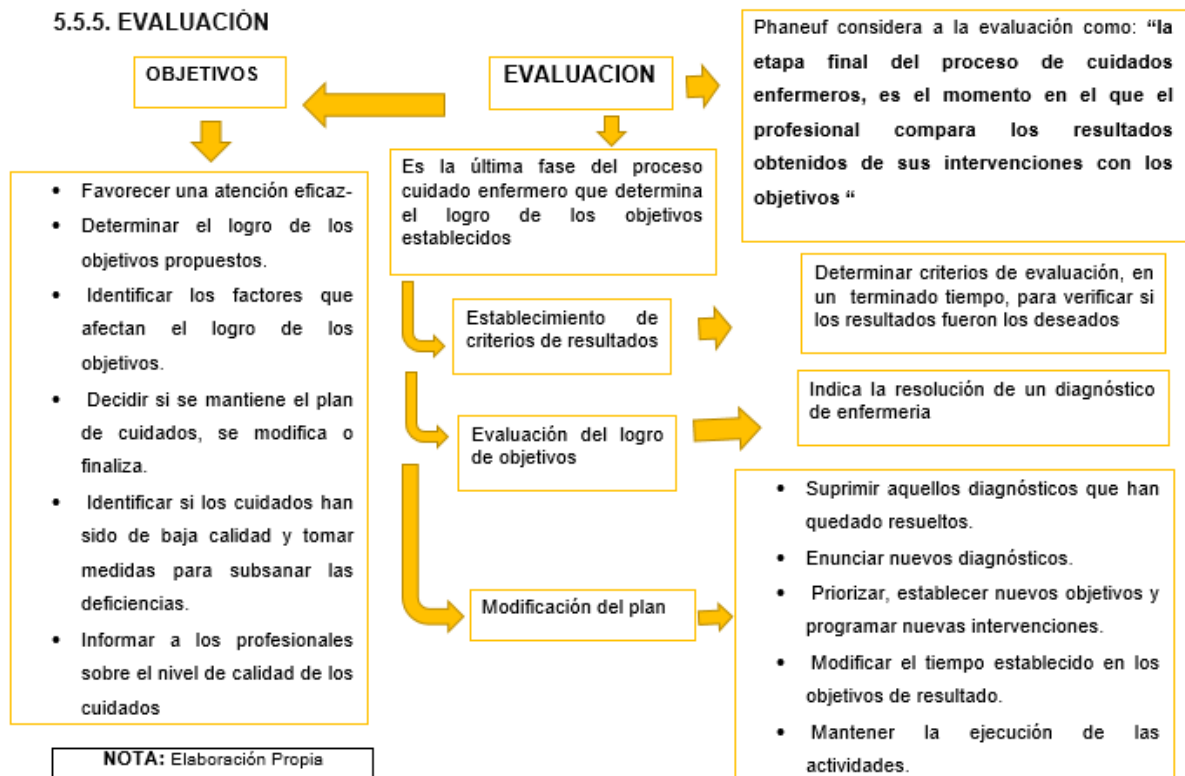 5.5.5. EVALUACIÓN
OBJETIVOS
EVALUACION
Phaneuf considera a la evaluación como: “la
etapa final del proceso de cuidados
enfermeros, es el momento en el que el
profesional compara los resultados
obtenidos de sus intervenciones con los
objetivos “
Es la última fase del proceso
cuidado enfermero que determina
el logro de los objetivos
establecidos
• Favorecer una atención eficaz-
• Determinar el logro de los
objetivos propuestos.
• Identificar los factores que
afectan el logro de los
objetivos.
• Decidir si se mantiene el plan
de cuidados, se modifica o
finaliza.
• Identificar si los cuidados han
sido de baja calidad y tomar
medidas para subsanar las
deficiencias.
• Informar a los profesionales
sobre el nivel de calidad de los
cuidados
Establecimiento de
criterios de resultados
Determinar criterios de evaluación, en
un terminado tiempo, para verificar si
los resultados fueron los deseados
Evaluación del logro
de objetivos
Indica la resolución de un diagnóstico
de enfermeria
Modificación del plan
• Suprimir aquellos diagnósticos que han
quedado resueltos.
• Enunciar nuevos diagnósticos.
• Priorizar, establecer nuevos objetivos y
programar nuevas intervenciones.
• Modificar el tiempo establecido en los
objetivos de resultado.
• Mantener la ejecución de las
actividades.
NOTA: Elaboración Propia